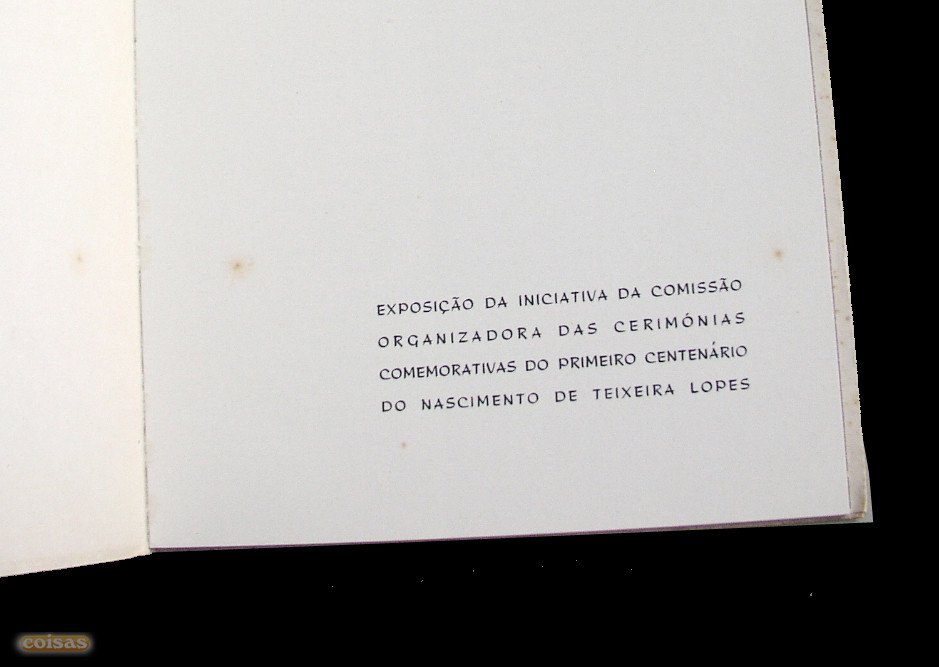 EXPOSIÇÃO DA INICIATIVA DA COMISSÃO
ORGANIZADORA DAS CERIMÓNIAS
COMEMORATIVAS DO PRIMEIRO CENTENÁRIO
DO NASCIMENTO DE TEIXEIRA LOPES
coisas